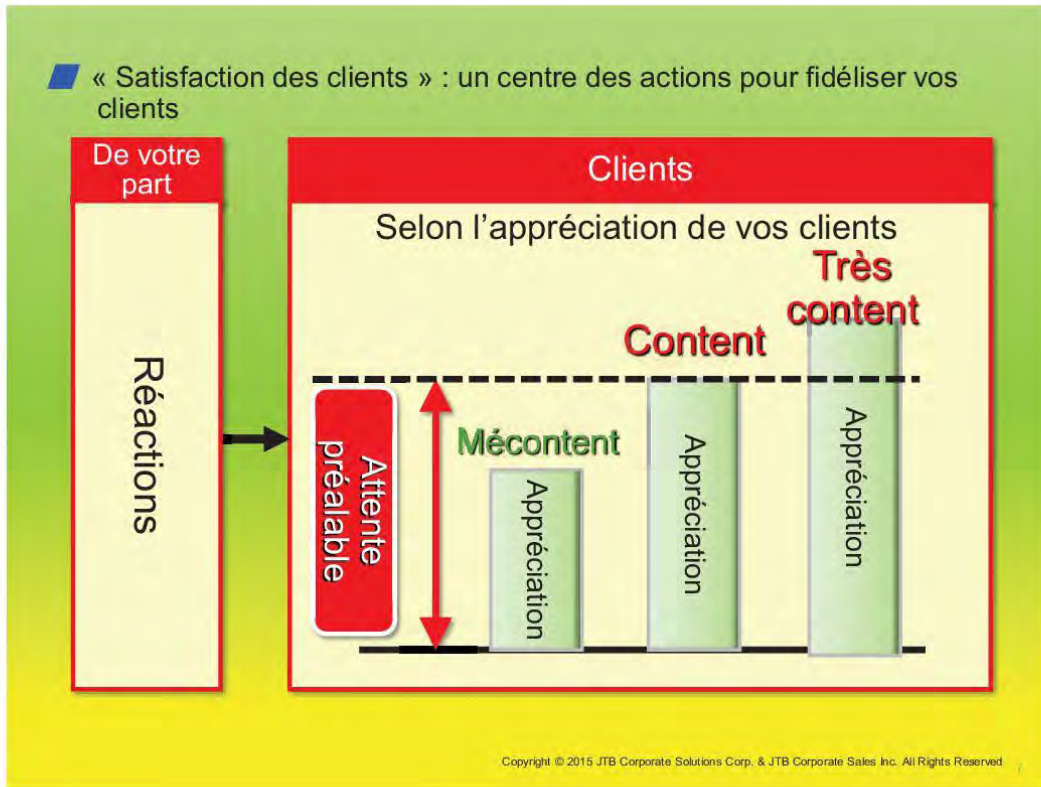 « Satisfaction des clients » : un centre des actions pour fidéliser vos
clients
De votre
part
Réactions
Clients
Selon l’appréciation de vos clients
Attente
préalable
Mécontent
Appréciation
Content
Appréciation
Très
content
Appréciation
Copyright © 2015 JTB Corporate Solutions Corp. & JTB Corporate Sales Inc. All Rights Reserved
7